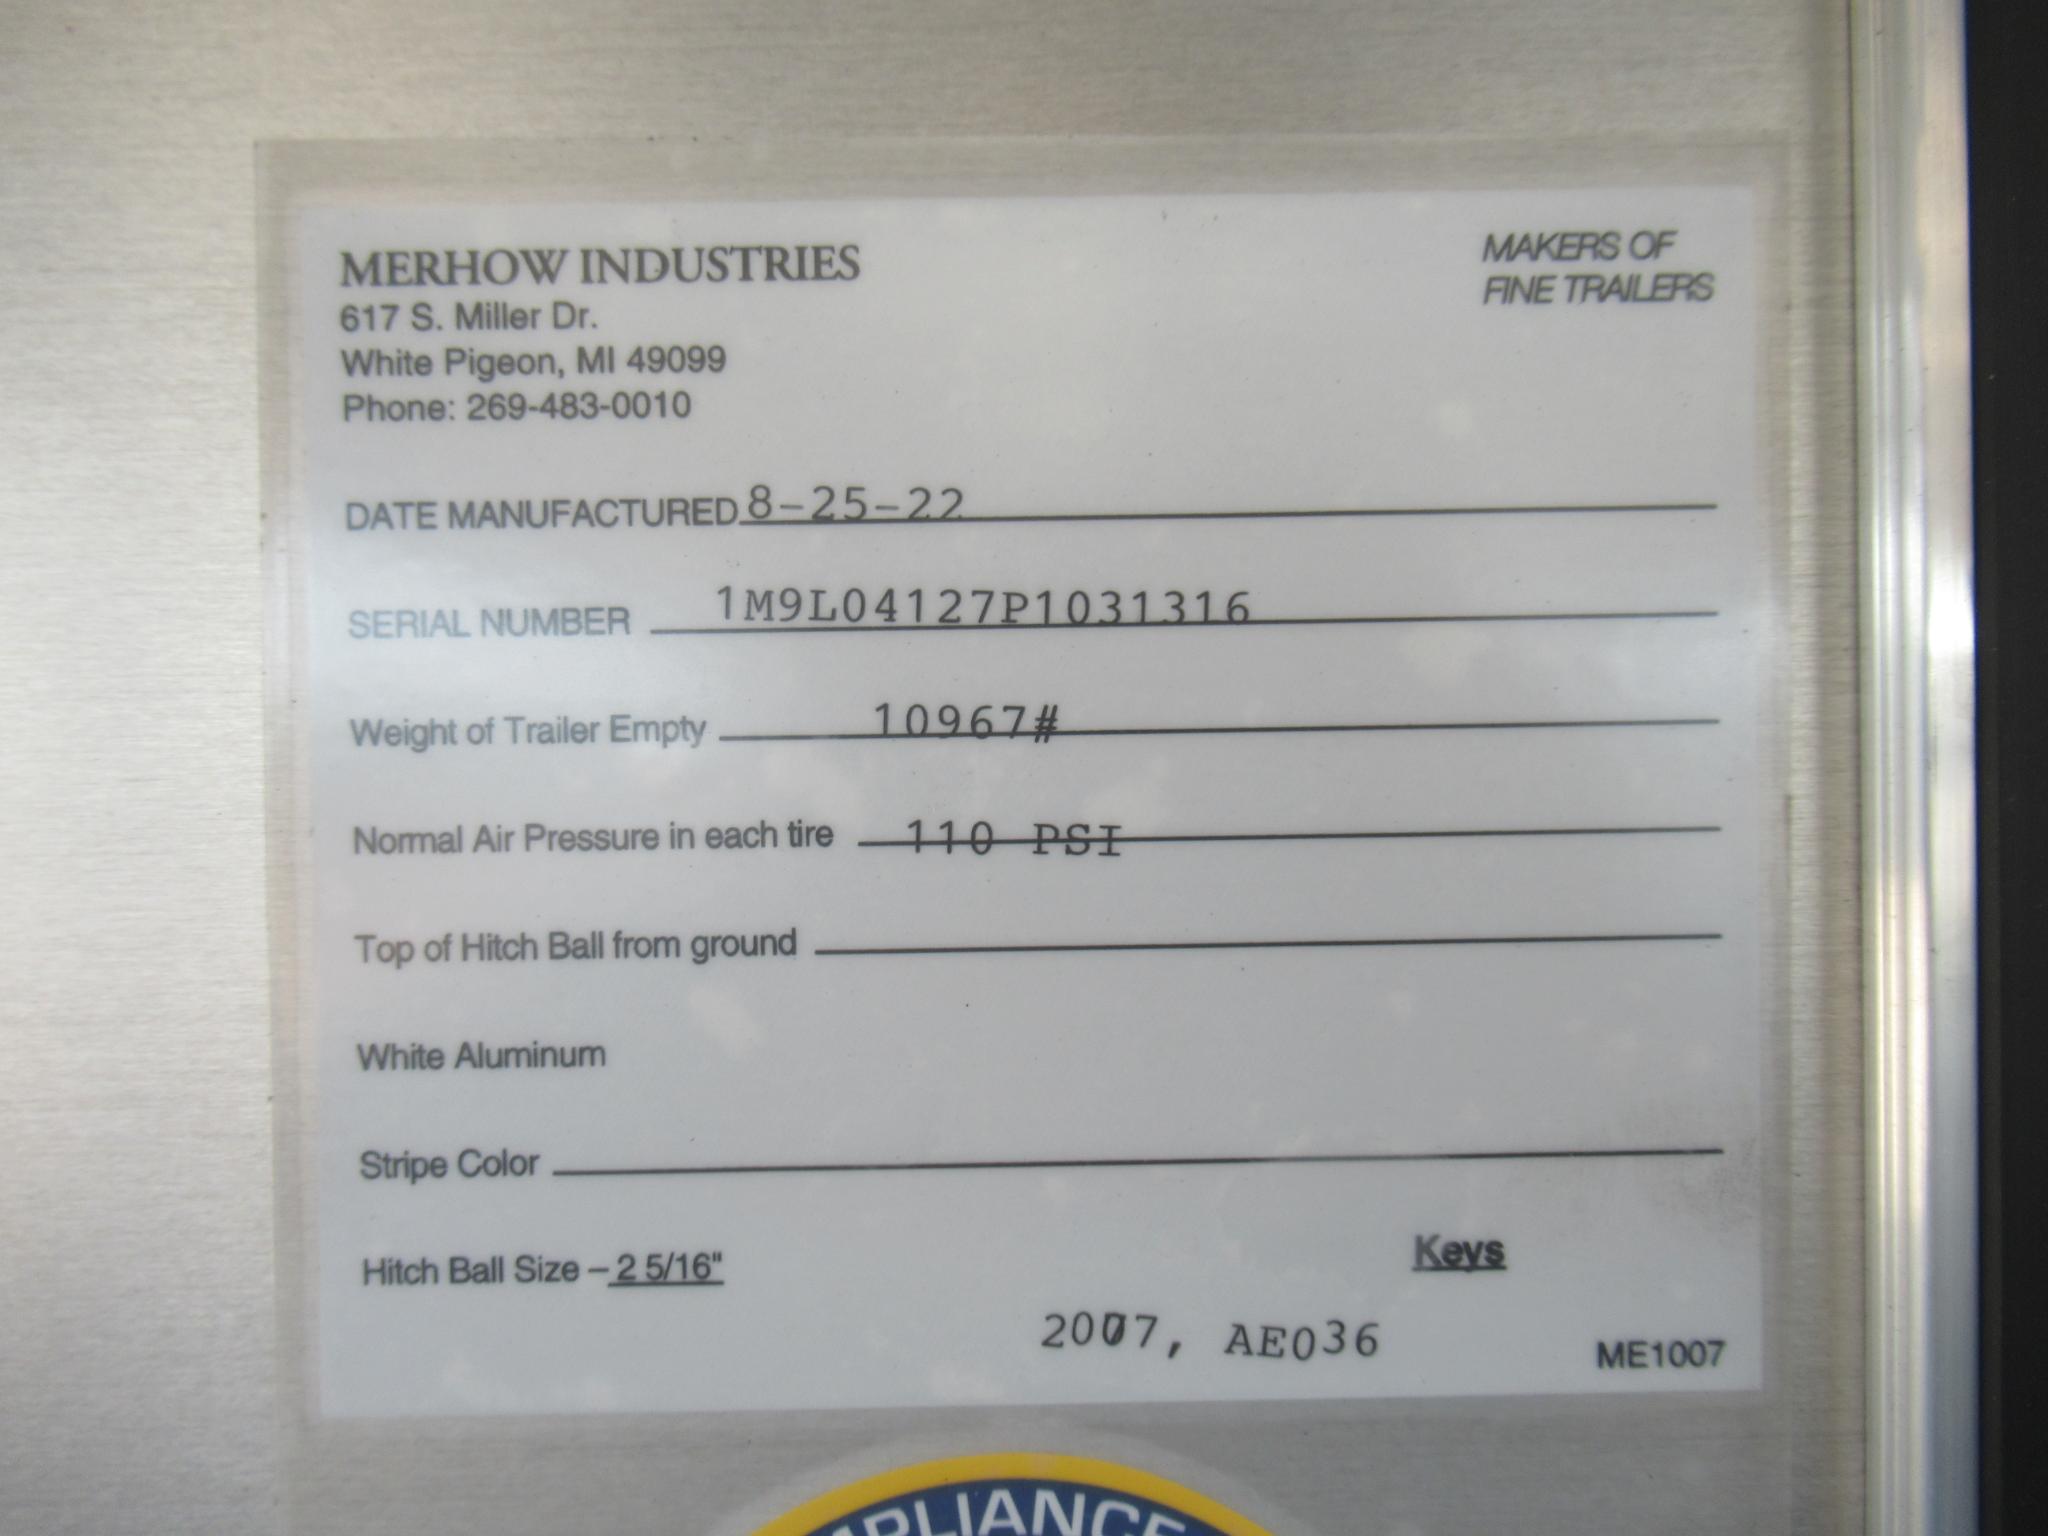 MERHOW INDUSTRIES
MAKERS OF
FINE TRAILERS
617 S. Miller Dr.
White Pigeon, MI 49099
Phone: 269-483-0010
DATE MANUFACTURED 8-25-22
SERIAL NUMBER 1M9L04127P1031316
Weight of Trailer Empty 10967#
Normal Air Pressure in each tire 110 PSI
Top of Hitch Ball from ground
White Aluminum
Stripe Color
Hitch Ball Size – 2 5/16"
Keys
2007, AE036
ME1007